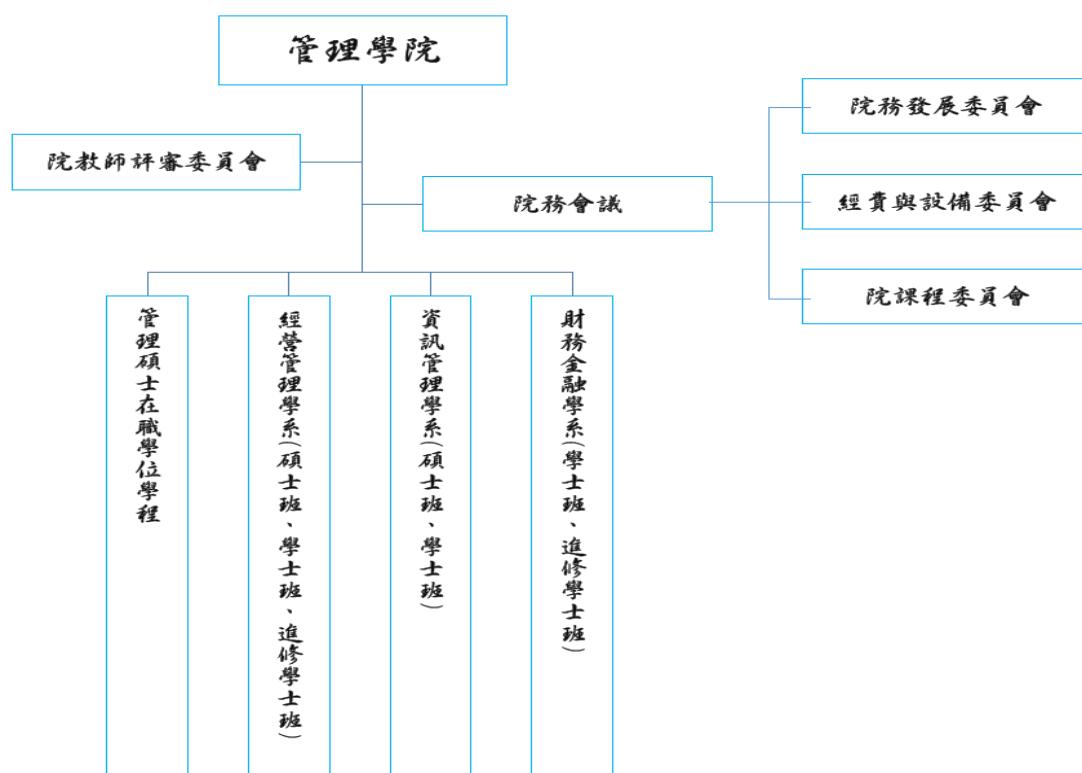 管理學院
院務發展委員會
院教師評審委員會
院務會議
經費與設備委員會
院課程委員會
管理碩士在職學位學程
經營管理學系(碩士班、學士班、進修學士班)
資訊管理學系(碩士班、學士班)
財務金融學系(學士班、進修學士班)